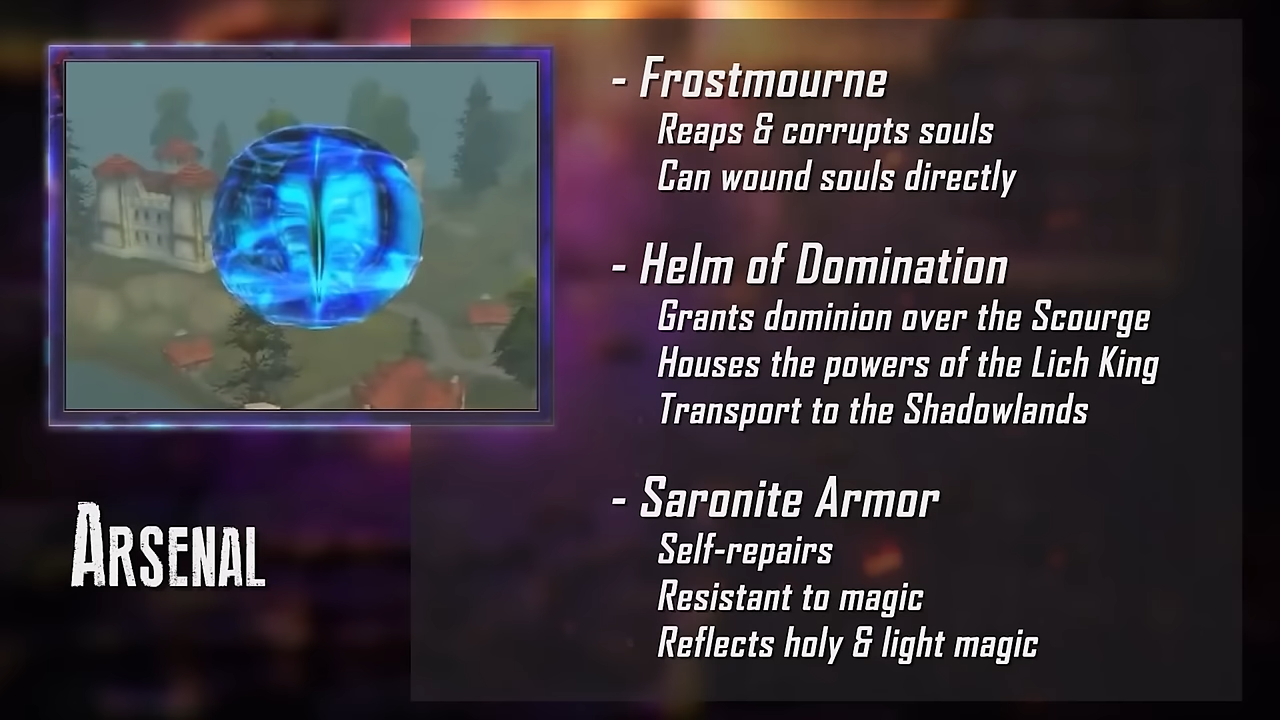 - Frostmourne
Reaps & corrupts souls
Can wound souls directly
- Helm of Domination
Grants dominion over the Scourge
Houses the powers of the Lich King
Transport to the Shadowlands
- Saronite Armor
Self-repairs
Resistant to magic
Reflects holy & light magic
Arsenal